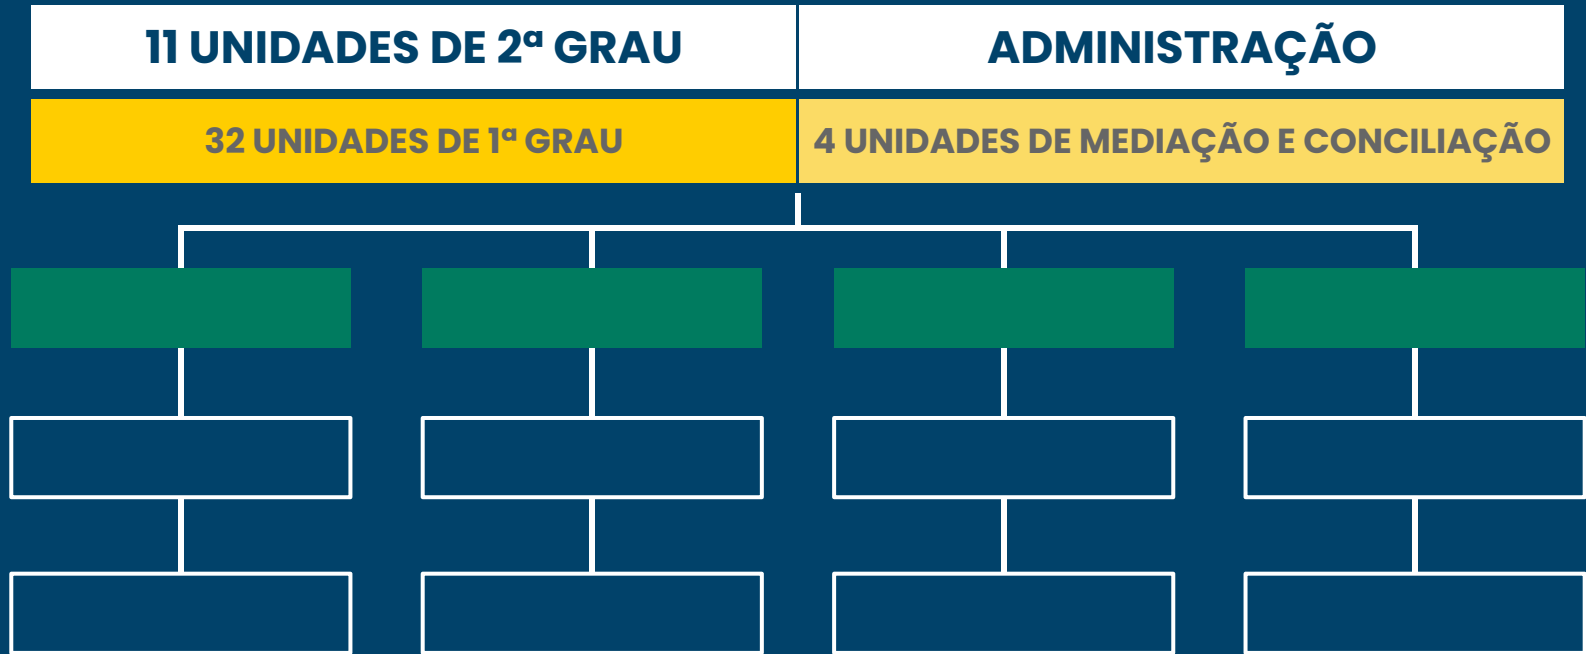 11 UNIDADES DE 2ª GRAU
ADMINISTRAÇÃO
32 UNIDADES DE 1ª GRAU
4 UNIDADES DE MEDIAÇÃO E CONCILIAÇÃO